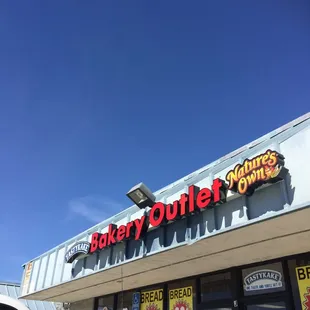 TASTYKAKE
Bakery Outlet
Nature's
Own
BREAD
BREAD
TASTYKAKE